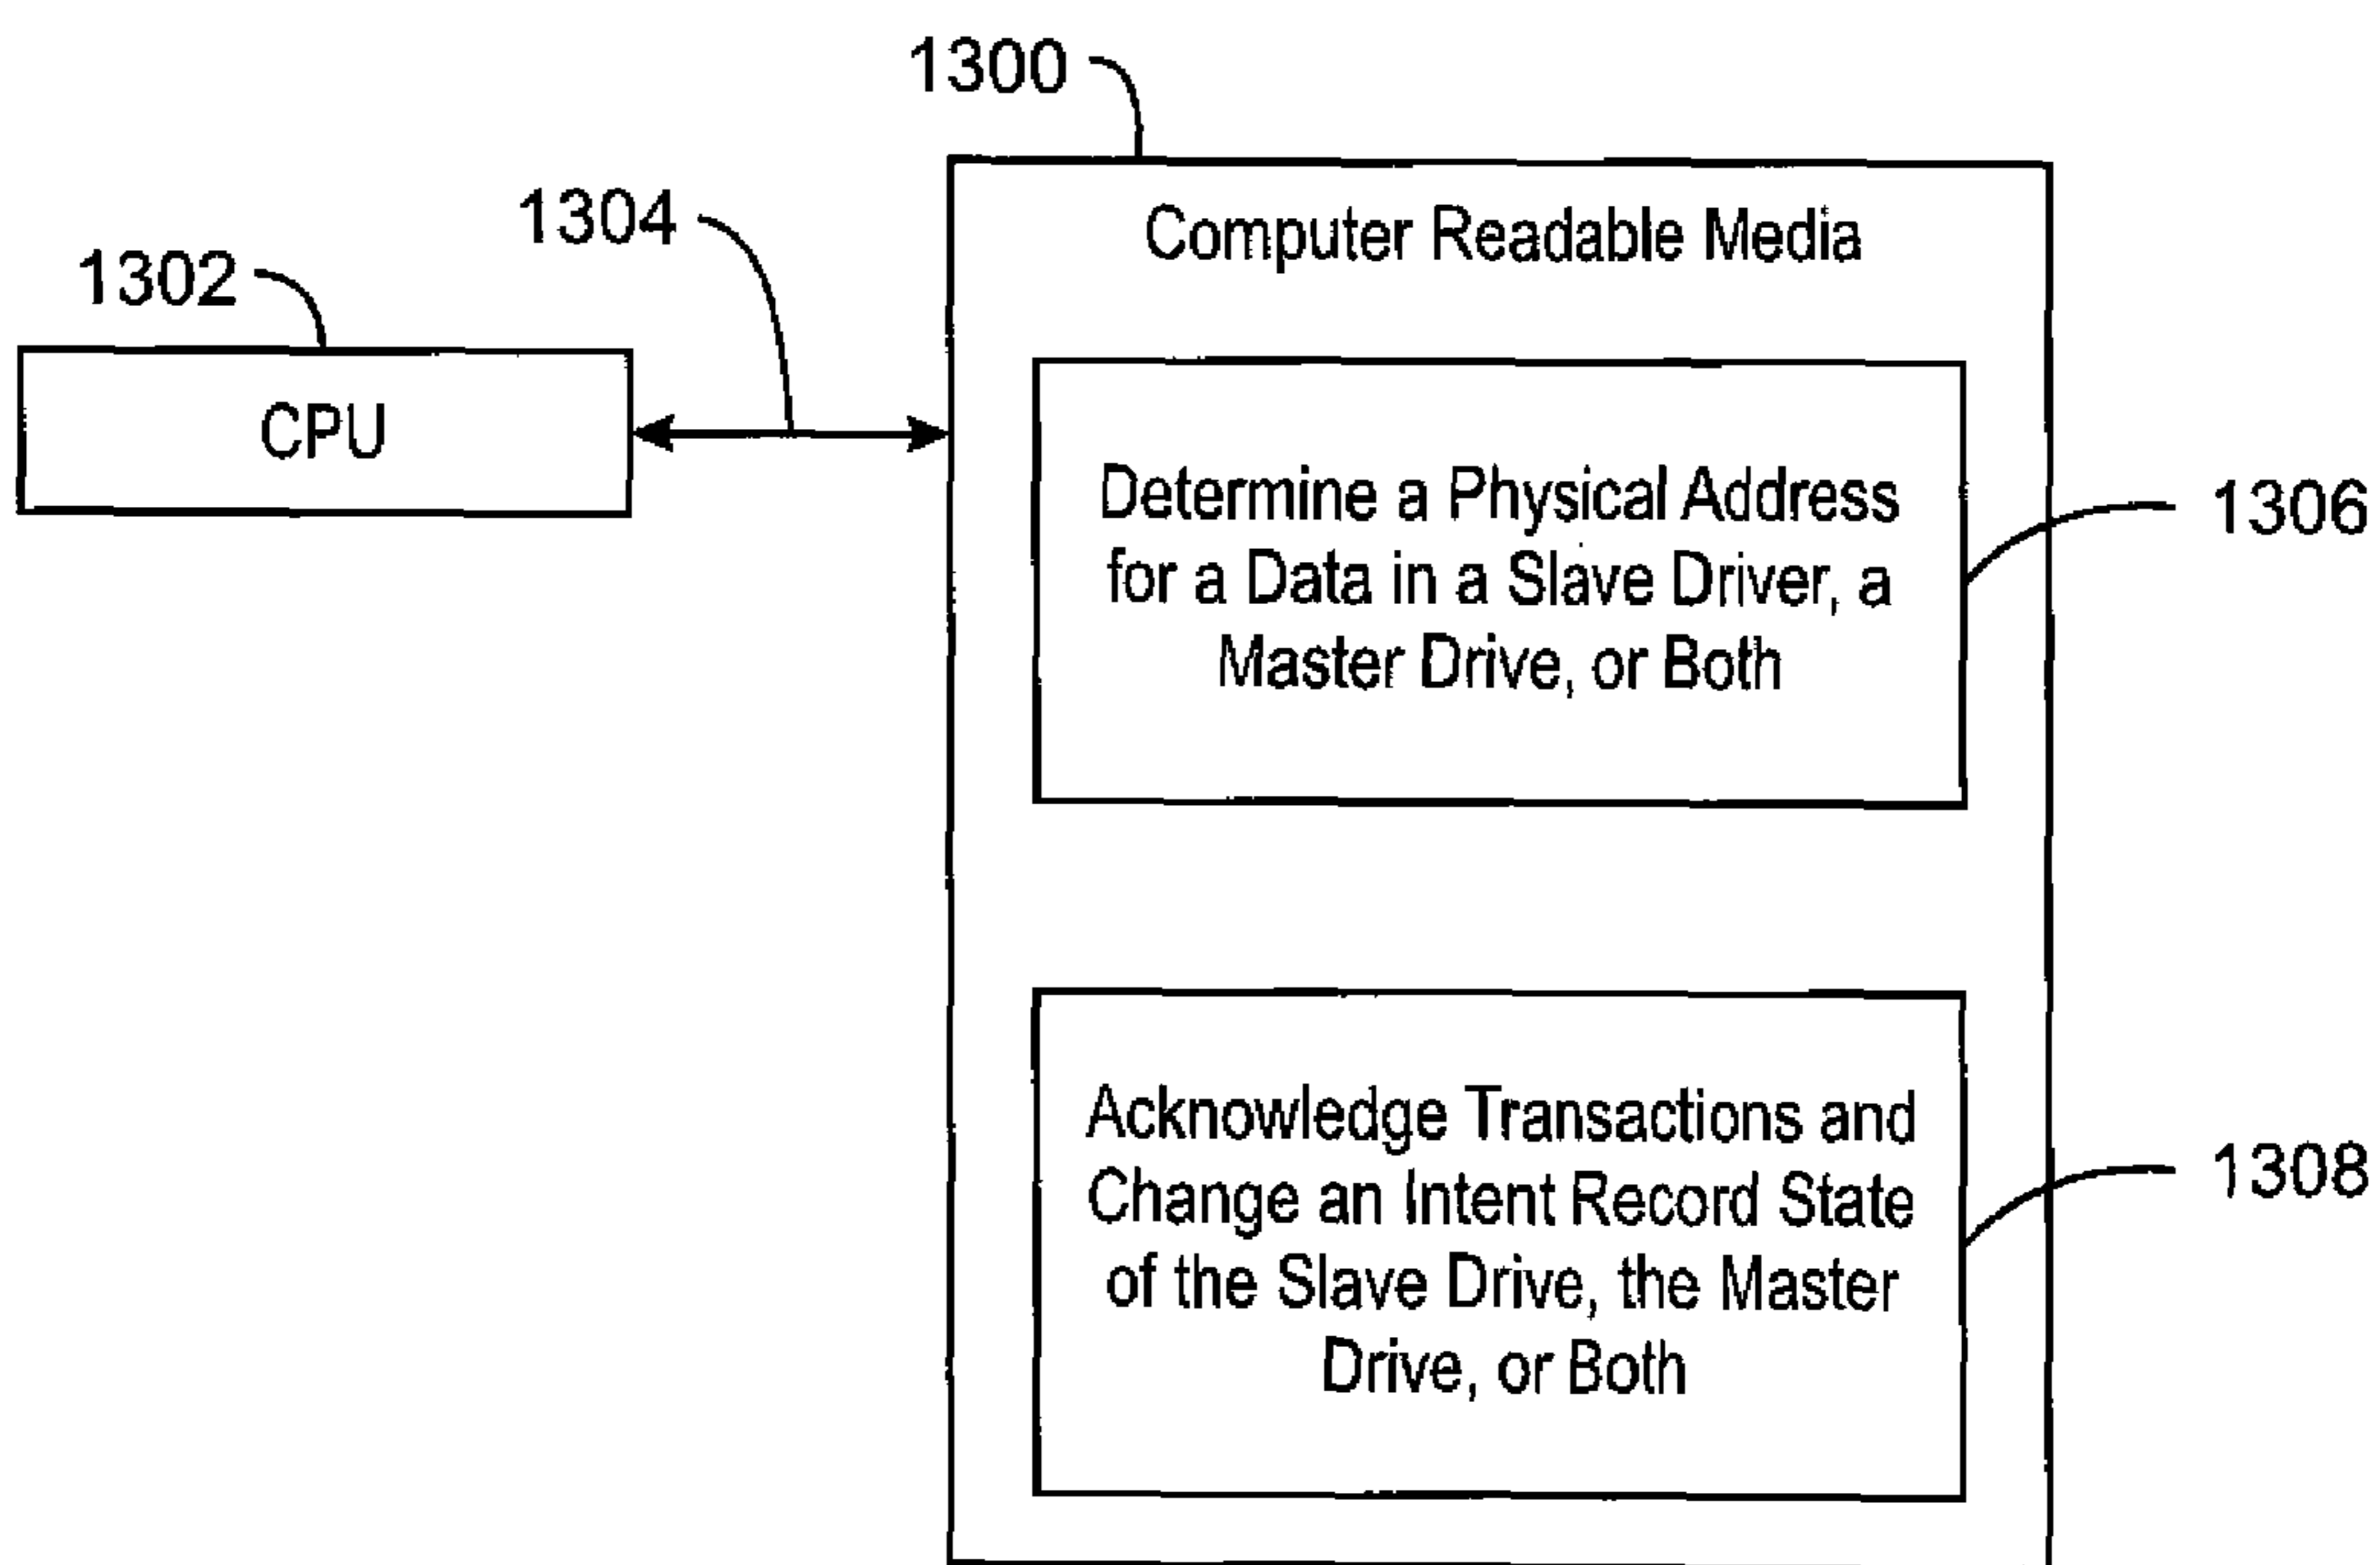 1300
1304
Computer Readable Media
1302
CPU
Determine a Physical Address
for a Data in a Slave Driver, a
Master Drive, or Both
1306
Acknowledge Transactions and
Change an Intent Record State
of the Slave Drive, the Master
Drive, or Both
1308